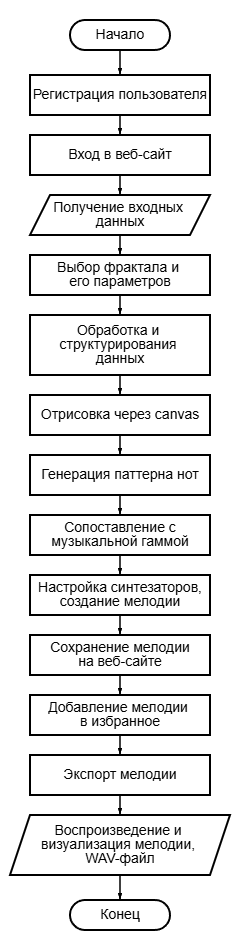 Начало
Регистрация пользователя
Вход в веб-сайт
Получение входных
данных
Выбор фрактала и
его параметров
Обработка и
структурирования
данных
Отрисовка через canvas
Генерация паттерна нот
Сопоставление с
музыкальной гаммой
Настройка синтезаторов,
создание мелодии
Сохранение мелодии
на веб-сайте
Добавление мелодии
в избранное
Экспорт мелодии
Воспроизведение и
визуализация мелодии,
WAV-файл
Конец